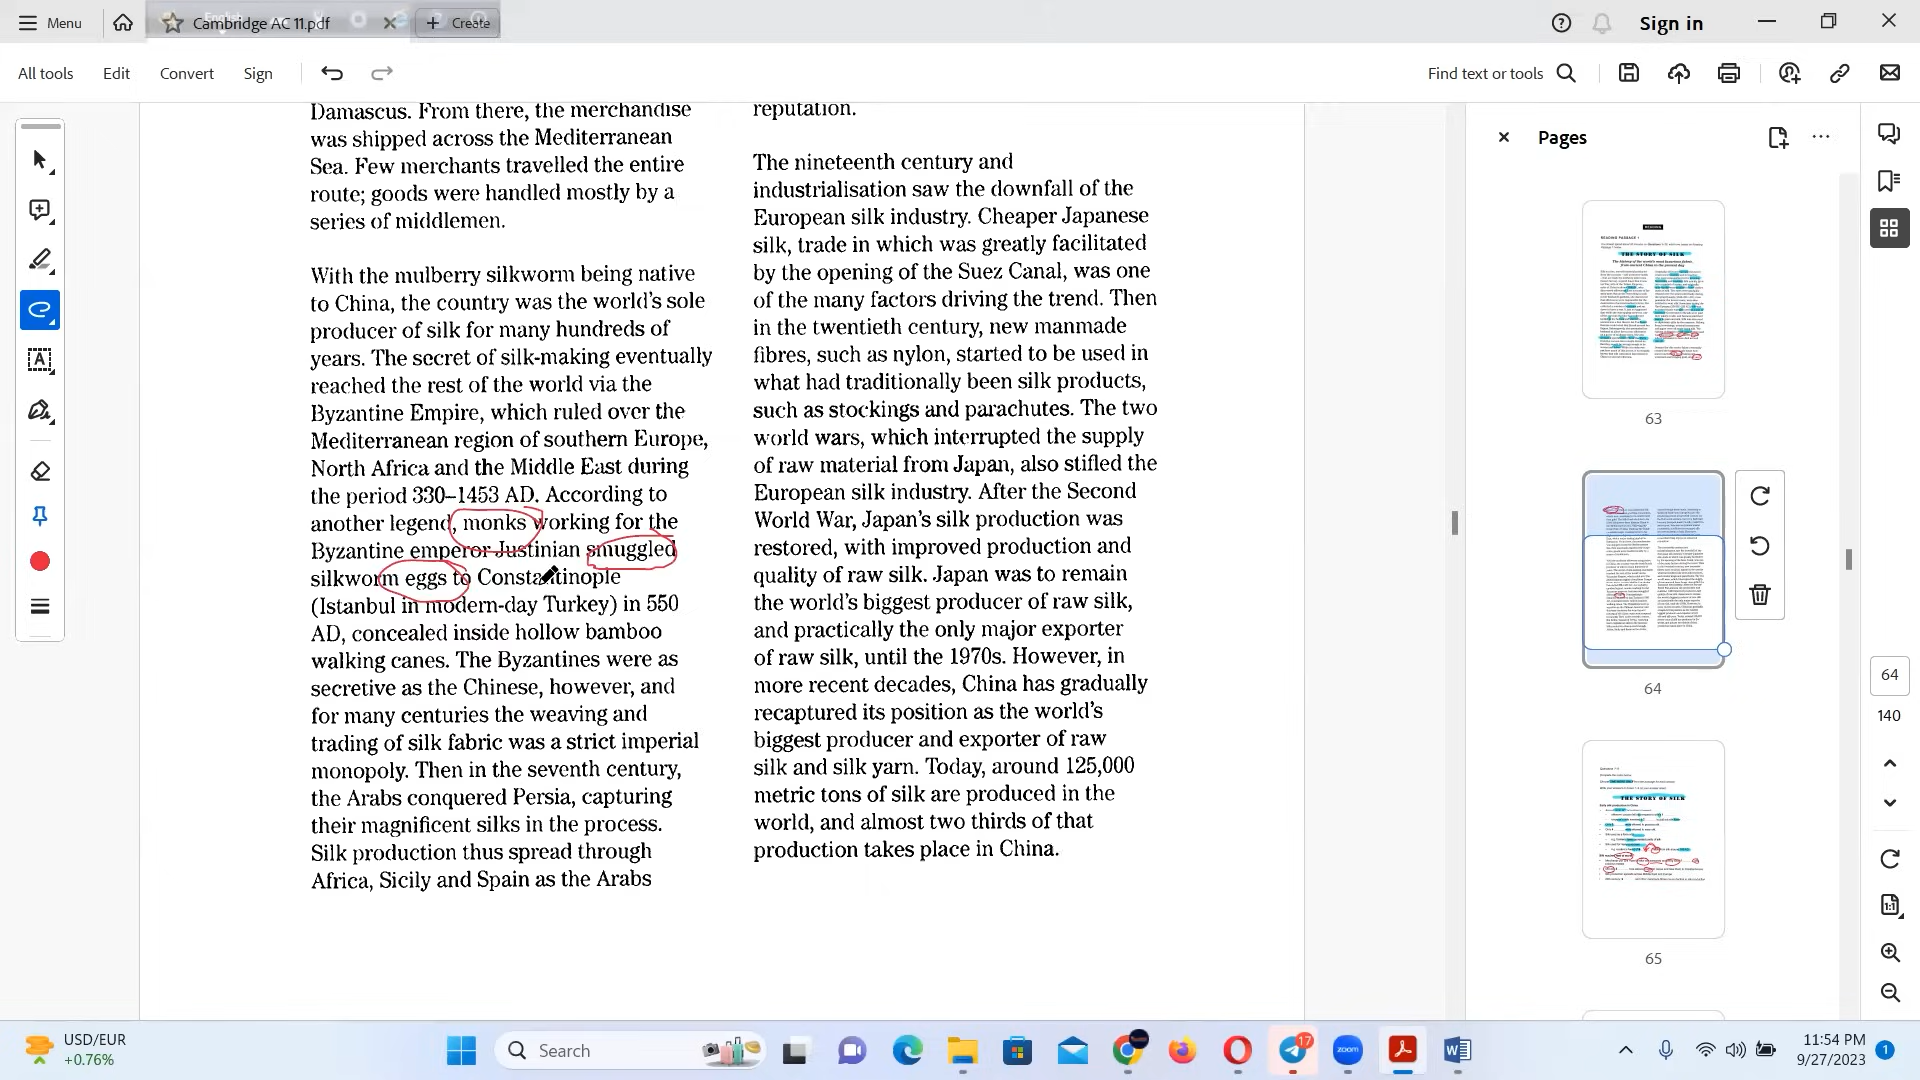 Menu
Cambridge AC 11.pdf
Create
Sign in
All tools
Edit
Convert
Sign
Find text or tools
Damascus. From there, the merchandise
was shipped across the Mediterranean
Sea. Few merchants travelled the entire
route; goods were handled mostly by a
series of middlemen.
With the mulberry silkworm being native
to China, the country was the world's sole
producer of silk for many hundreds of
years. The secret of silk-making eventually
reached the rest of the world via the
Byzantine Empire, which ruled over the
Mediterranean region of southern Europe,
North Africa and the Middle East during
the period 330–1453 AD. According to
another legend, monks working for the
Byzantine emperor Justinian smuggled
silkworm eggs to Constantinople
(Istanbul in modern-day Turkey) in 550
AD, concealed inside hollow bamboo
walking canes. The Byzantines were as
secretive as the Chinese, however, and
for many centuries the weaving and
trading of silk fabric was a strict imperial
monopoly. Then in the seventh century,
the Arabs conquered Persia, capturing
their magnificent silks in the process.
Silk production thus spread through
Africa, Sicily and Spain as the Arabs
reputation.
The nineteenth century and
industrialisation saw the downfall of the
European silk industry. Cheaper Japanese
silk, trade in which was greatly facilitated
by the opening of the Suez Canal, was one
of the many factors driving the trend. Then
in the twentieth century, new manmade
fibres, such as nylon, started to be used in
what had traditionally been silk products,
such as stockings and parachutes. The two
world wars, which interrupted the supply
of raw material from Japan, also stifled the
European silk industry. After the Second
World War, Japan's silk production was
restored, with improved production and
quality of raw silk. Japan was to remain
the world's biggest producer of raw silk,
and practically the only major exporter
of raw silk, until the 1970s. However, in
more recent decades, China has gradually
recaptured its position as the world's
biggest producer and exporter of raw
silk and silk yarn. Today, around 125,000
metric tons of silk are produced in the
world, and almost two thirds of that
production takes place in China.
Pages
READING
READING PASSAGE 1
THE STORY OF SILK
63
64
THE STORY OF SILK
65
64
140
1:1
USD/EUR
+0.76%
Search
17
zoom
11:54 PM
9/27/2023
1